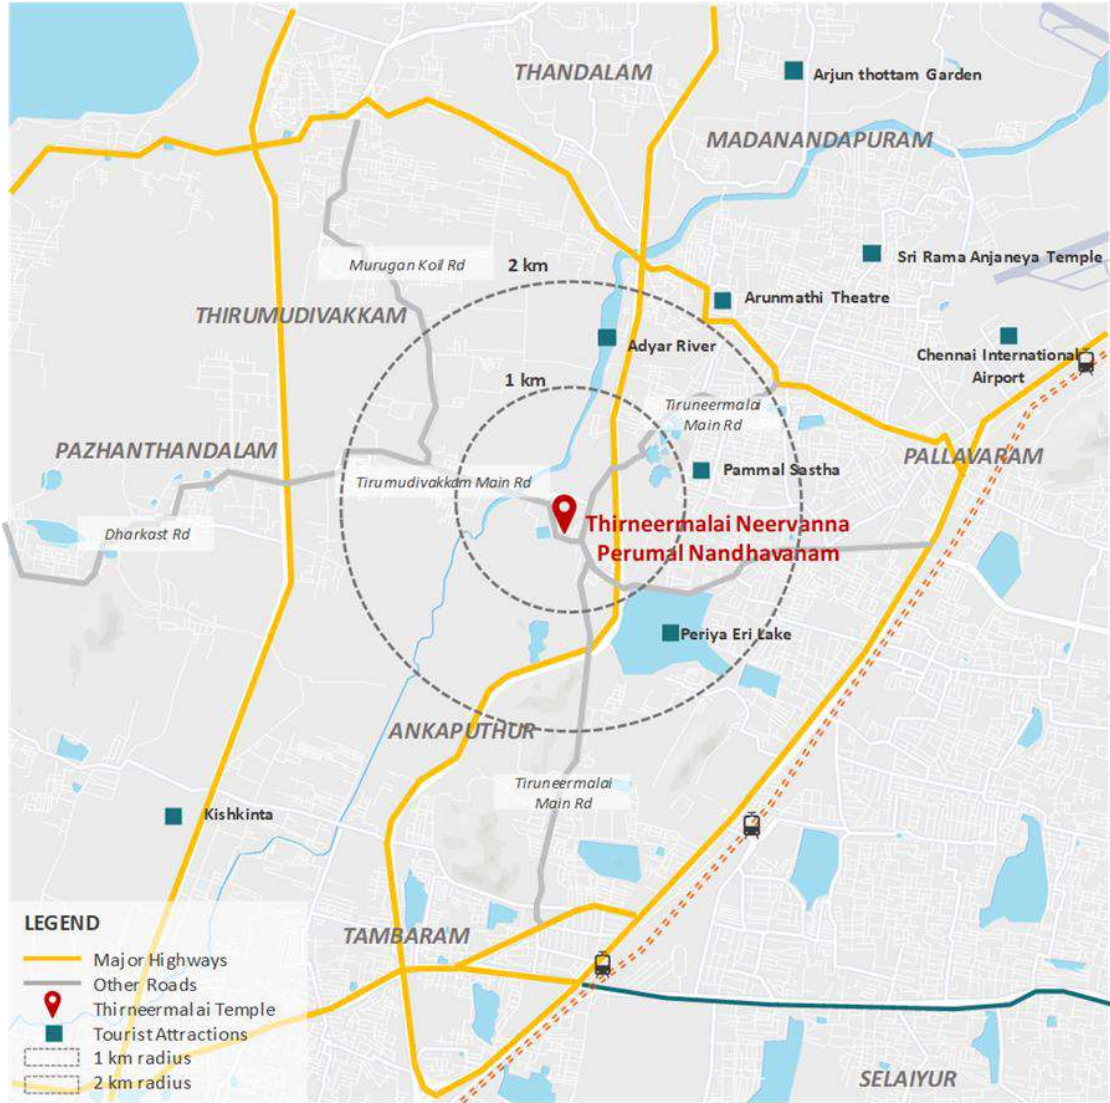 THANDALAM
Arjun thottam Garden
MADANANDAPURAM
Murugan Koil Rd
2 km
Sri Rama Anjaneya Temple
Arunmathi Theatre
THIRUMUDIVAKKAM
Adyar River
Chennai International
Airport
1 km
Tiruneermalai
Main Rd
PAZHANTHANDALAM
PALLAVARAM
Pammal Sastha
Tirumudivakkam Main Rd
Dharkast Rd
Thirneermalai Neervanna
Perumal Nandhavanam
Periya Eri Lake
ANKAPUTHUR
Tiruneermalai
Main Rd
Kishkinta
TAMBARAM
LEGEND
Major Highways
Other Roads
Thirneermalai Temple
Tourist Attractions
1 km radius
2 km radius
SELAIYUR